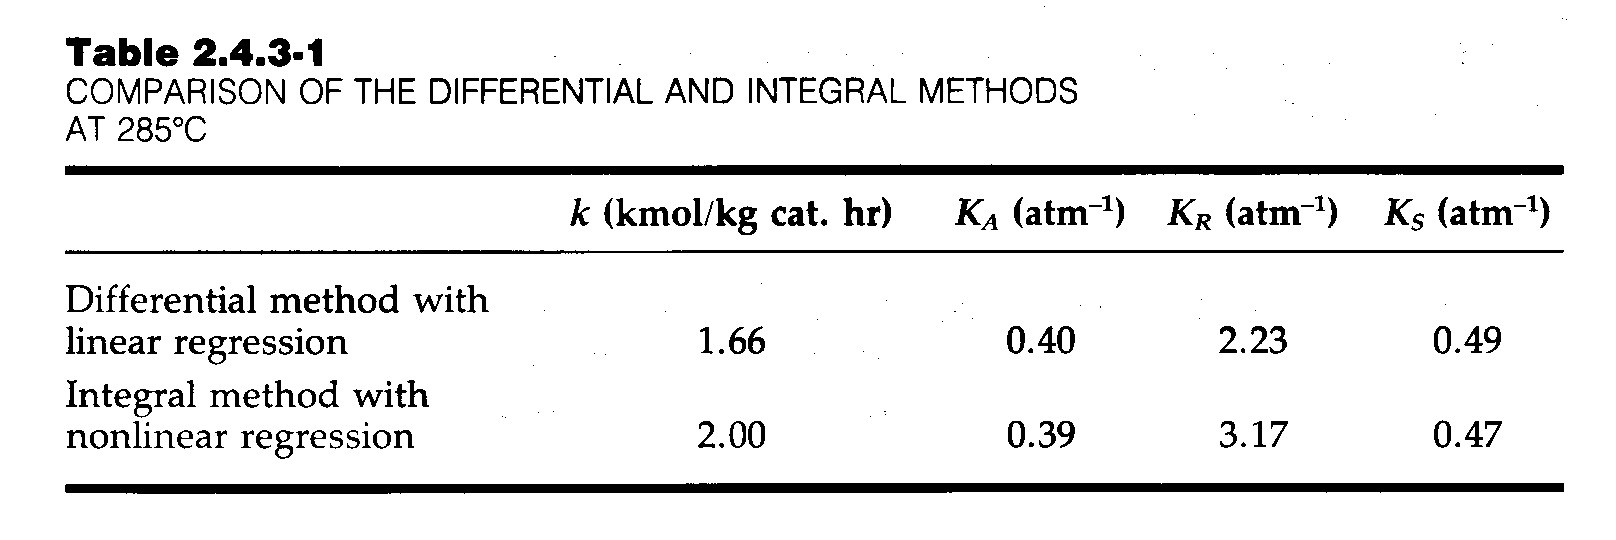 Table 2.4.3-1
COMPARISON OF THE DIFFERENTIAL AND INTEGRAL METHODS
AT 285°C
k (kmol/kg cat. hr) K_A (atm⁻¹) K_R (atm⁻¹) K_S (atm⁻¹)
Differential method with
linear regression 1.66 0.40 2.23 0.49
Integral method with
nonlinear regression 2.00 0.39 3.17 0.47